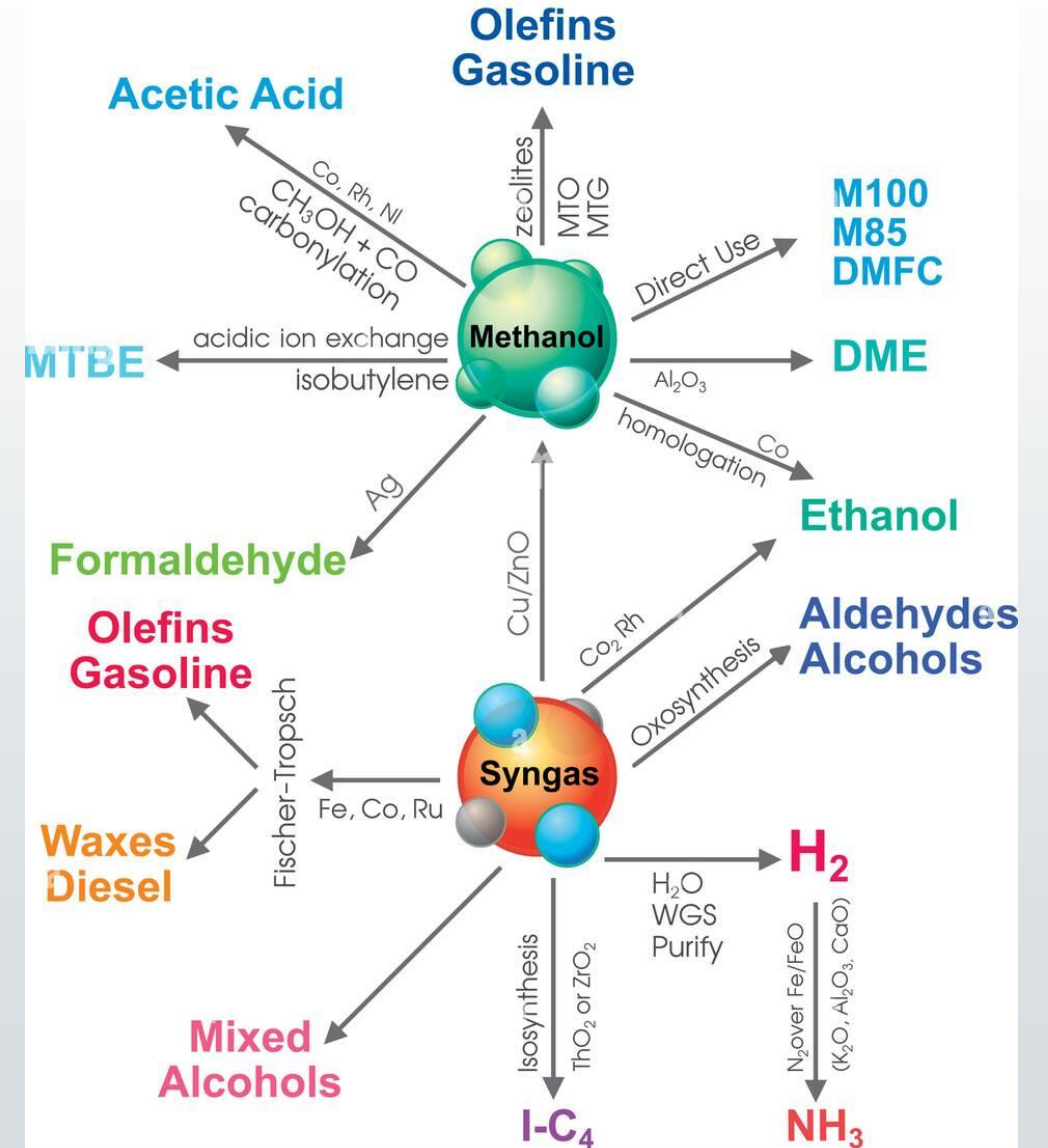 Olefins
Gasoline
Acetic Acid
Co, Rh, NI
CH₃OH + CO
carbonylation
zeolites
MTO
MTG
M100
M85
DMFC
Direct Use
Methanol
acidic ion exchange
isobutylene
MTBE
DME
Al₂O₃
Co
homologation
Ethanol
Ag
Formaldehyde
Cu/ZnO
Co₂ Rh
Aldehydes
Alcohols
Oxosynthesis
Olefins
Gasoline
Fischer-Tropsch
Syngas
Fe, Co, Ru
Waxes
Diesel
H₂
H₂O
WGS
Purify
Mixed
Alcohols
Isosynthesis
ThO₂ or ZrO₂
I-C₄
N₂over Fe/FeO
(K₂O, Al₂O₃, CaO)
NH₃